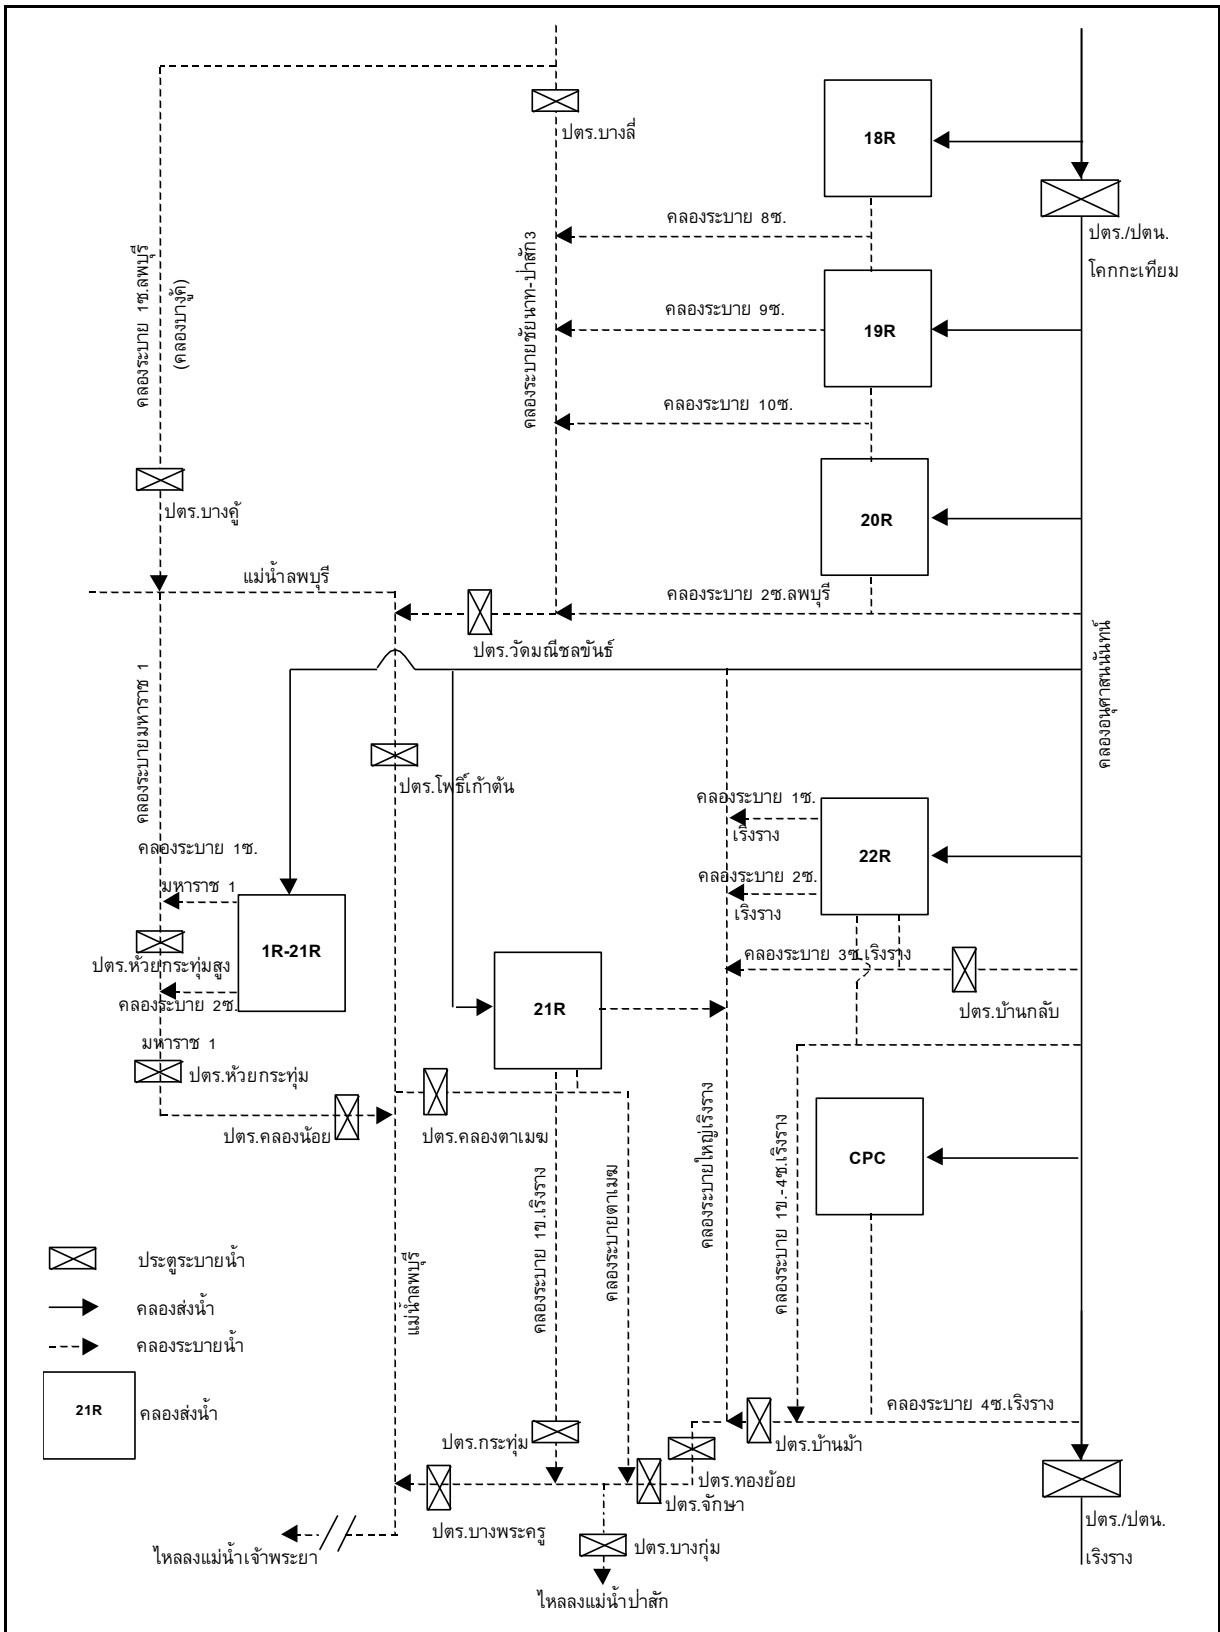 ปตร.บางลี่
18R
คลองระบาย 8ซ.
ปตร./ปตน.
โคกกะเทียม
คลองระบาย 1ซ.ลพบุรี
(คลองบางงู้ค)
คลองระบายชัยนาท-ป่าสัก3
คลองระบาย 9ซ.
19R
คลองระบาย 10ซ.
ปตร.บางคู้
20R
แม่น้ำลพบุรี
คลองระบาย 2ซ.ลพบุรี
ปตร.วัดมณีชลขันธ์
คลองอนุศาสนนันทน์
คลองระบายมหาราช 1
ปตร.โพธิ์เก้าต้น
คลองระบาย 1ซ.
เริงราง
22R
คลองระบาย 1ซ.
มหาราช 1
คลองระบาย 2ซ.
เริงราง
1R-21R
ปตร.ห้วยกระทุ่มสูง
คลองระบาย 3ซ.เริงราง
คลองระบาย 2ซ.
มหาราช 1
21R
ปตร.บ้านกลับ
ปตร.ห้วยกระทุ่ม
ปตร.คลองน้อย
ปตร.คลองตาเมฆ
คลองระบายใหญ่เริงราง
คลองระบาย 1ข.-4ซ.เริงราง
CPC
คลองระบาย 1ข.เริงราง
คลองระบายตาเมฆ
แม่น้ำลพบุรี
ประตูระบายน้ำ
คลองส่งน้ำ
คลองระบายน้ำ
21R
คลองส่งน้ำ
คลองระบาย 4ซ.เริงราง
ปตร.กระทุ่ม
ปตร.บ้านม้า
ปตร.ทองย้อย
ปตร.จักษา
ปตร.บางพระครู
ปตร.บางกุ่ม
ปตร./ปตน.
เริงราง
ไหลลงแม่น้ำเจ้าพระยา
ไหลลงแม่น้ำป่าสัก